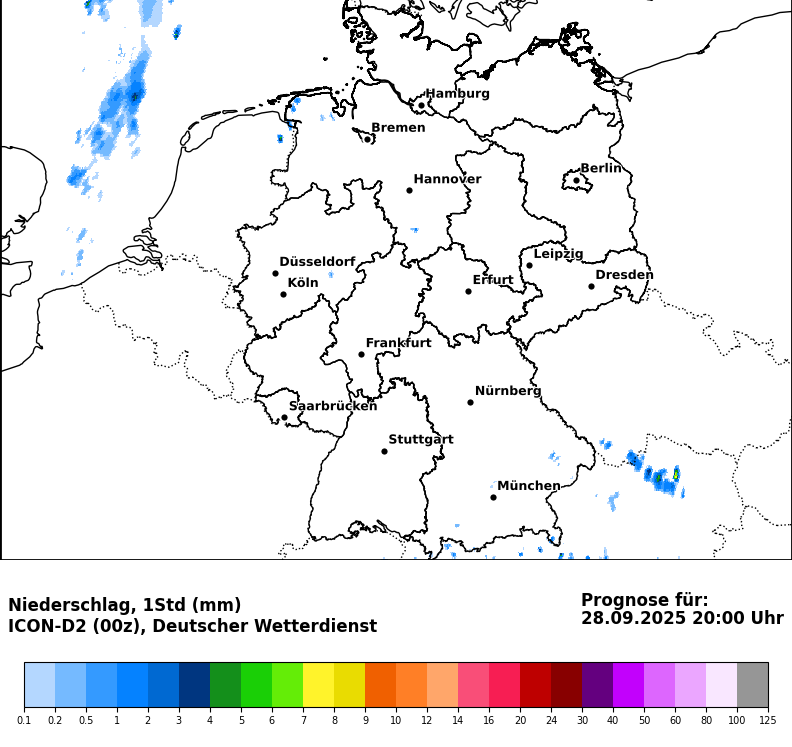 Hamburg
Bremen
Berlin
Hannover
Leipzig
Düsseldorf
Dresden
Köln
Erfurt
Frankfurt
Nürnberg
Saarbrücken
Stuttgart
München
Niederschlag, 1Std (mm)
ICON-D2 (00z), Deutscher Wetterdienst
Prognose für:
28.09.2025 20:00 Uhr
0.1 0.2 0.5 1 2 3 4 5 6 7 8 9 10 12 14 16 20 24 30 40 50 60 80 100 125